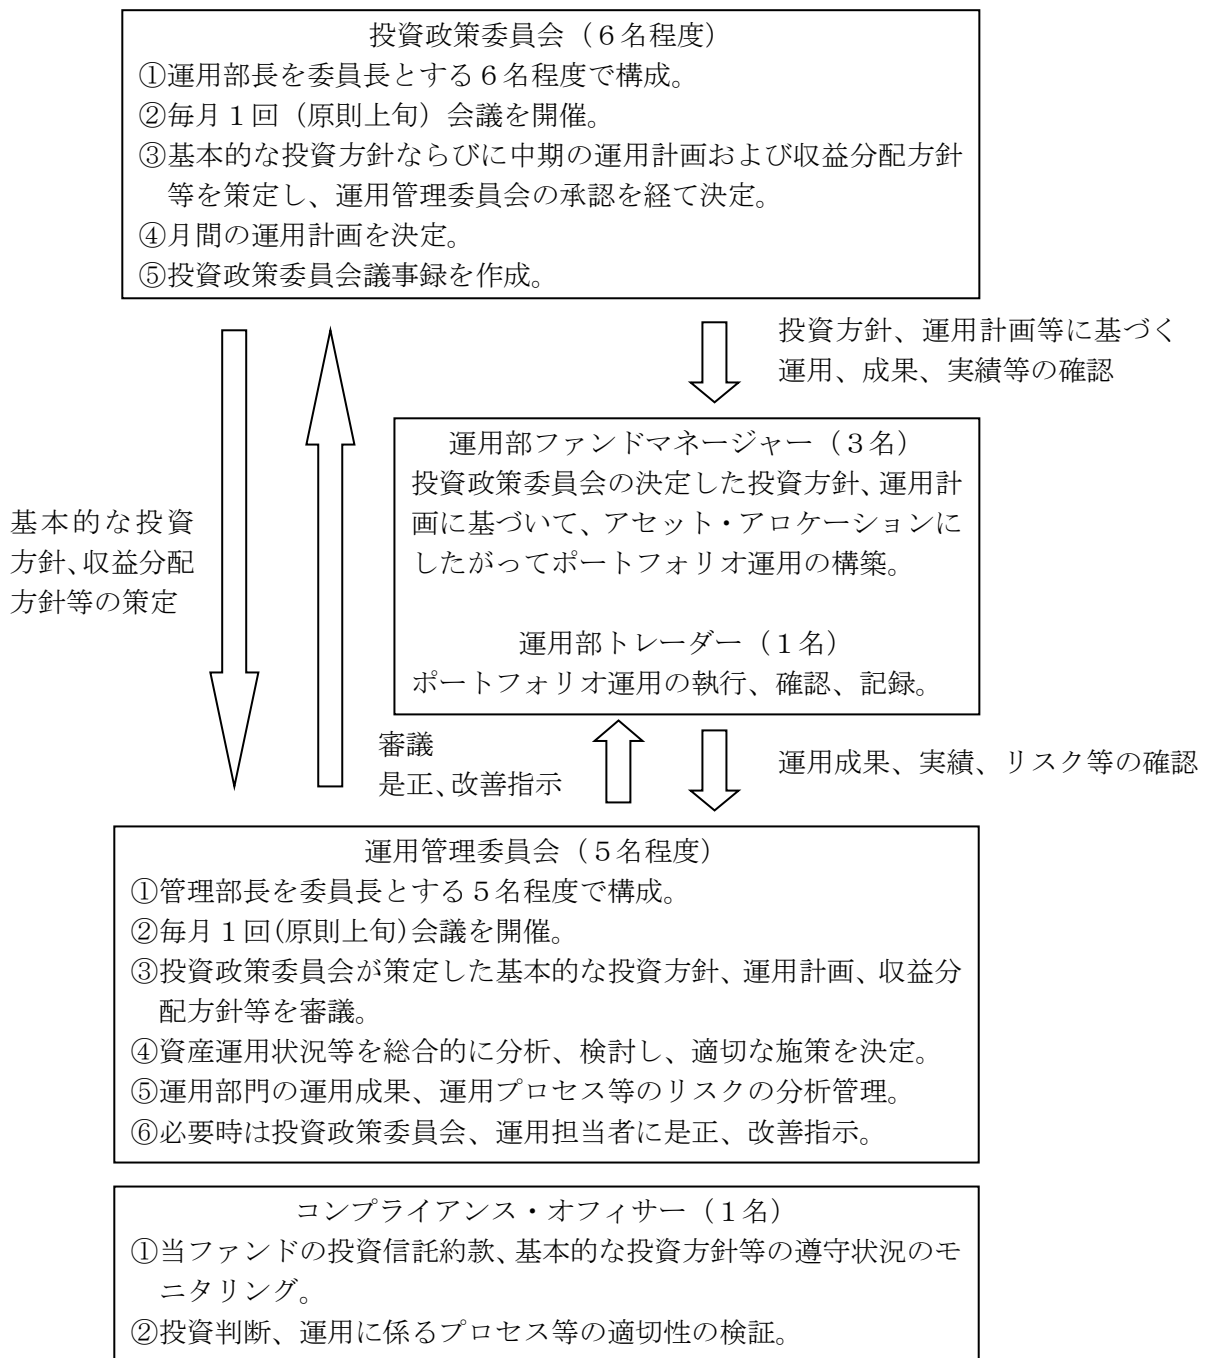 投資政策委員会（６名程度）
①運用部長を委員長とする６名程度で構成。
②毎月１回（原則上旬）会議を開催。
③基本的な投資方針ならびに中期の運用計画および収益分配方針
等を策定し、運用管理委員会の承認を経て決定。
④月間の運用計画を決定。
⑤投資政策委員会議事録を作成。
投資方針、運用計画等に基づく
運用、成果、実績等の確認
運用部ファンドマネージャー（３名）
投資政策委員会の決定した投資方針、運用計
画に基づいて、アセット・アロケーションに
したがってポートフォリオ運用の構築。
運用部トレーダー（１名）
ポートフォリオ運用の執行、確認、記録。
基本的な投資
方針、収益分配
方針等の策定
審議
是正、改善指示
運用成果、実績、リスク等の確認
運用管理委員会（５名程度）
①管理部長を委員長とする５名程度で構成。
②毎月１回(原則上旬)会議を開催。
③投資政策委員会が策定した基本的な投資方針、運用計画、収益分
配方針等を審議。
④資産運用状況等を総合的に分析、検討し、適切な施策を決定。
⑤運用部門の運用成果、運用プロセス等のリスクの分析管理。
⑥必要時は投資政策委員会、運用担当者に是正、改善指示。
コンプライアンス・オフィサー（１名）
①当ファンドの投資信託約款、基本的な投資方針等の遵守状況のモ
ニタリング。
②投資判断、運用に係るプロセス等の適切性の検証。